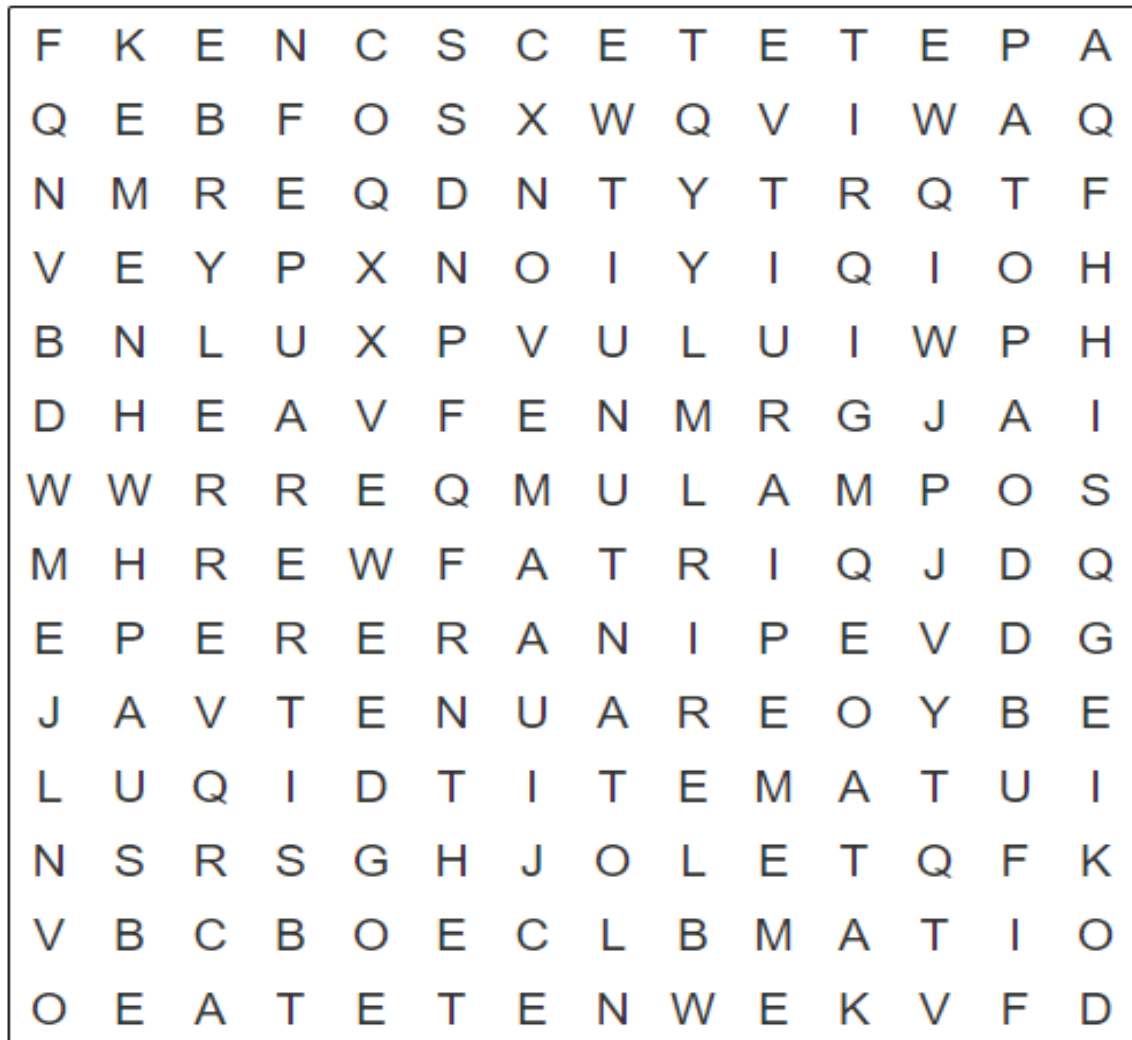 F K E N C S C E T E T E P A
Q E B F O S X W Q V I W A Q
N M R E Q D N T Y T R Q T F
V E Y P X N O I Y I Q I O H
B N L U X P V U L U I W P H
D H E A V F E N M R G J A I
W W R R E Q M U L A M P O S
M H R E W F A T R I Q J D Q
E P E R E R A N I P E V D G
J A V T E N U A R E O Y B E
L U Q I D T I T E M A T U I
N S R S G H J O L E T Q F K
V B C B O E C L B M A T I O
O E A T E T E N W E K V F D